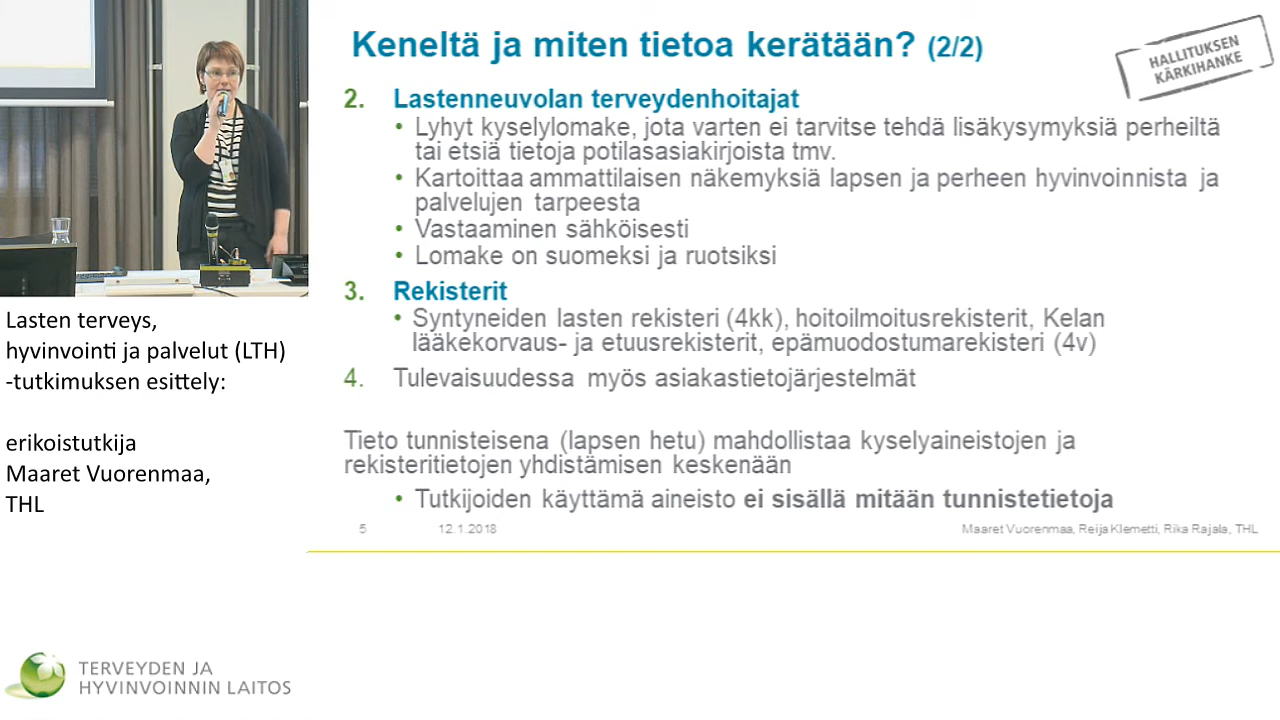 Keneltä ja miten tietoa kerätään? (2/2)
HALLITUKSEN
KÄRKIHANKE
2. Lastenneuvolan terveydenhoitajat
• Lyhyt kyselylomake, jota varten ei tarvitse tehdä lisäkysymyksiä perheiltä
tai etsiä tietoja potilasasiakirjoista tmv.
• Kartoittaa ammattilaisen näkemyksiä lapsen ja perheen hyvinvoinnista ja
palvelujen tarpeesta
• Vastaaminen sähköisesti
• Lomake on suomeksi ja ruotsiksi
3. Rekisterit
• Syntyneiden lasten rekisteri (4kk), hoitoilmoitusrekisterit, Kelan
lääkekorvaus- ja etuusrekisterit, epämuodostumarekisteri (4v)
4. Tulevaisuudessa myös asiakastietojärjestelmät
Tieto tunnisteisena (lapsen hetu) mahdollistaa kyselyaineistojen ja
rekisteritietojen yhdistämisen keskenään
• Tutkijoiden käyttämä aineisto ei sisällä mitään tunnistetietoja
5 12.1.2018 Maaret Vuorenmaa, Reija Klemetti, Rika Rajala, THL
Lasten terveys,
hyvinvointi ja palvelut (LTH)
-tutkimuksen esittely:
erikoistutkija
Maaret Vuorenmaa,
THL
TERVEYDEN JA
HYVINVOINNIN LAITOS